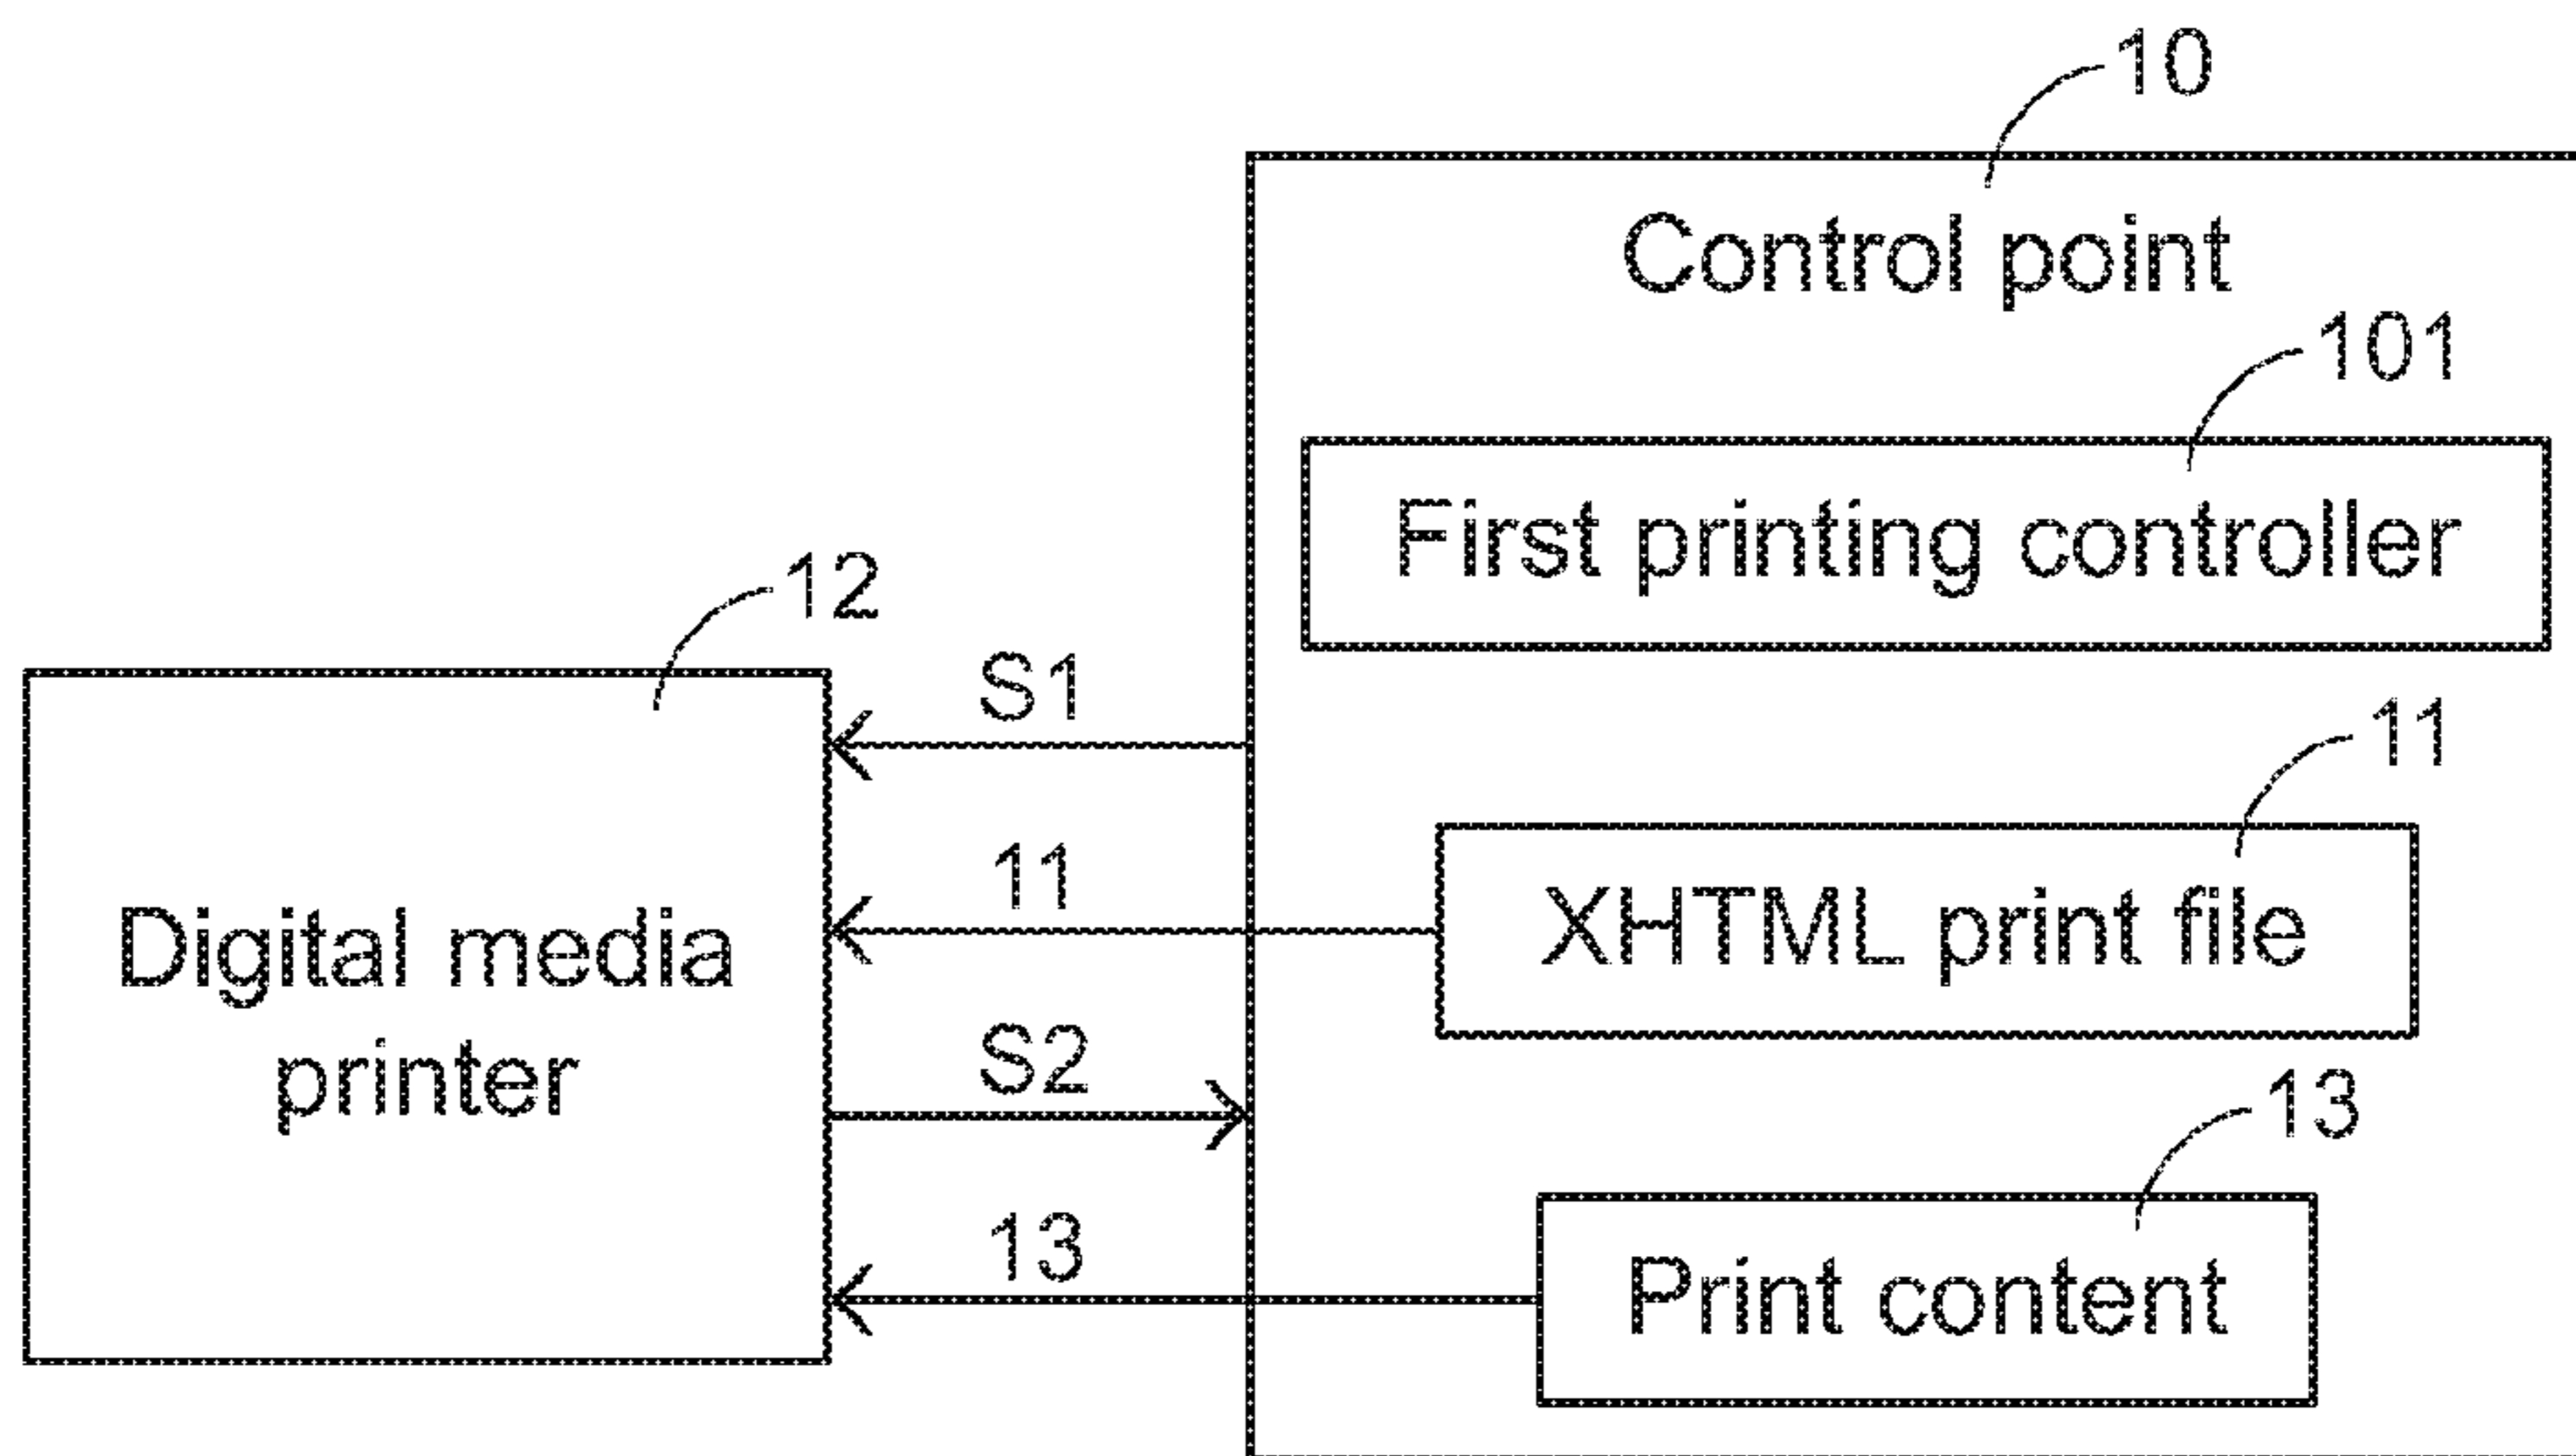 10
Control point
101
First printing controller
12
S1
11
11
XHTML print file
Digital media
printer
S2
13
13
Print content